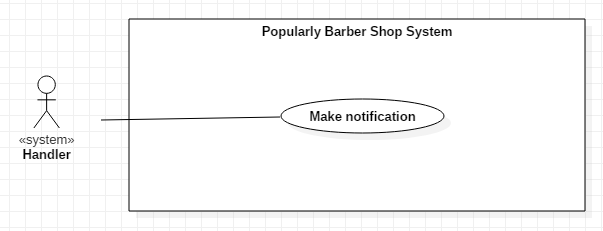 Popularly Barber Shop System
Make notification
«system»
Handler